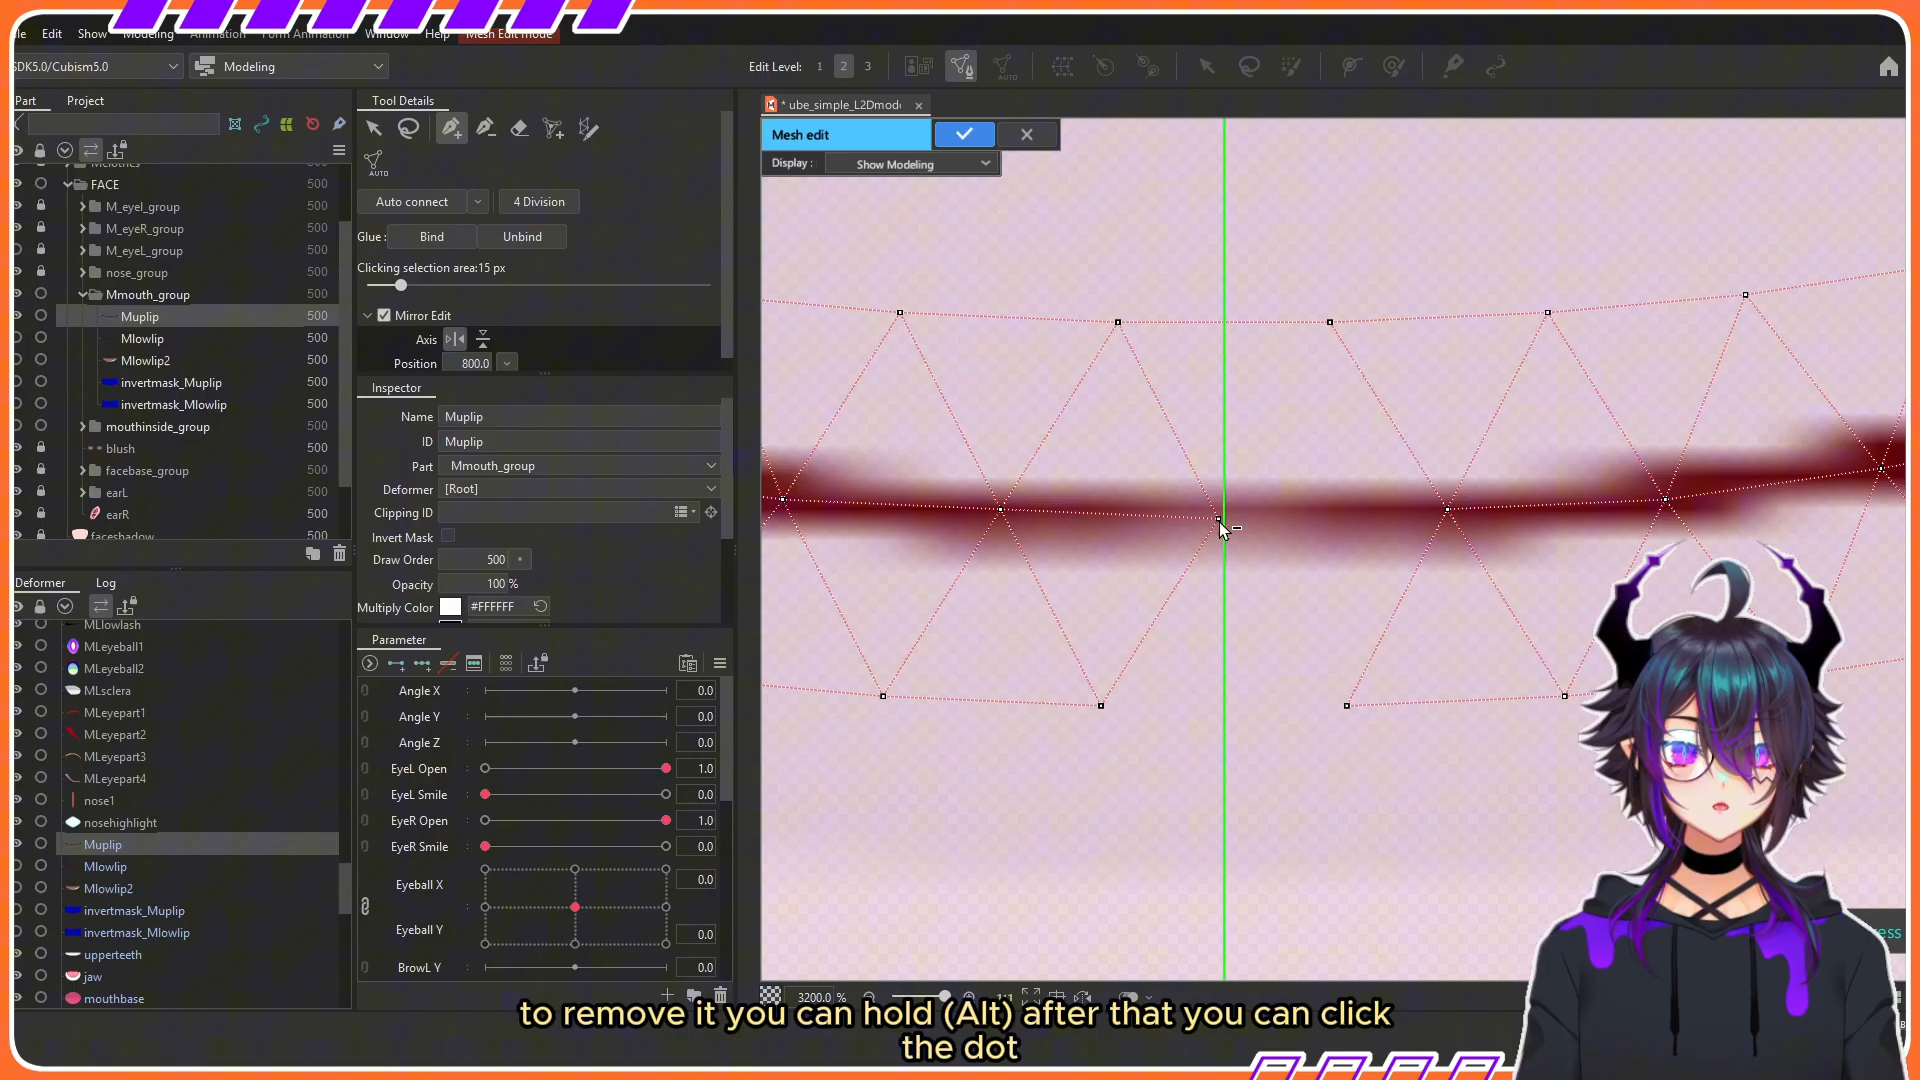 Edit
Show
Modeling
Animation
Form Animation
Window
Help
Mesh Edit mode
SDK5.0/Cubism5.0
Modeling
Edit Level:
1
2
3
AUTO
Part
Project
FACE
500
M_eyeI_group
500
M_eyeR_group
500
M_eyeL_group
500
nose_group
500
Mmouth_group
500
Muplip
500
Mlowlip
500
Mlowlip2
500
invertmask_Muplip
500
invertmask_Mlowlip
500
mouthinside_group
500
blush
500
facebase_group
500
earL
500
earR
500
faceshadow
Deformer
Log
MLlowlash
MLeyeball1
MLeyeball2
MLsclera
MLeyepart1
MLeyepart2
MLeyepart3
MLeyepart4
nose1
nosehighlight
Muplip
Mlowlip
Mlowlip2
invertmask_Muplip
invertmask_Mlowlip
upperteeth
jaw
mouthbase
Tool Details
AUTO
Auto connect
4 Division
Glue :
Bind
Unbind
Clicking selection area:15 px
Mirror Edit
Axis
Position
800.0
Inspector
Name
Muplip
ID
Muplip
Part
Mmouth_group
Deformer
[Root]
Clipping ID
Invert Mask
Draw Order
500
Opacity
100 %
Multiply Color
#FFFFFF
Parameter
Angle X
:
0.0
Angle Y
:
0.0
Angle Z
:
0.0
EyeL Open
:
1.0
EyeL Smile
:
0.0
EyeR Open
:
1.0
EyeR Smile
:
0.0
Eyeball X
0.0
Eyeball Y
0.0
BrowL Y
:
0.0
* ube_simple_L2Dmode
Mesh edit
Display :
Show Modeling
3200.0 %
to remove it you can hold (Alt) after that you can click
the dot